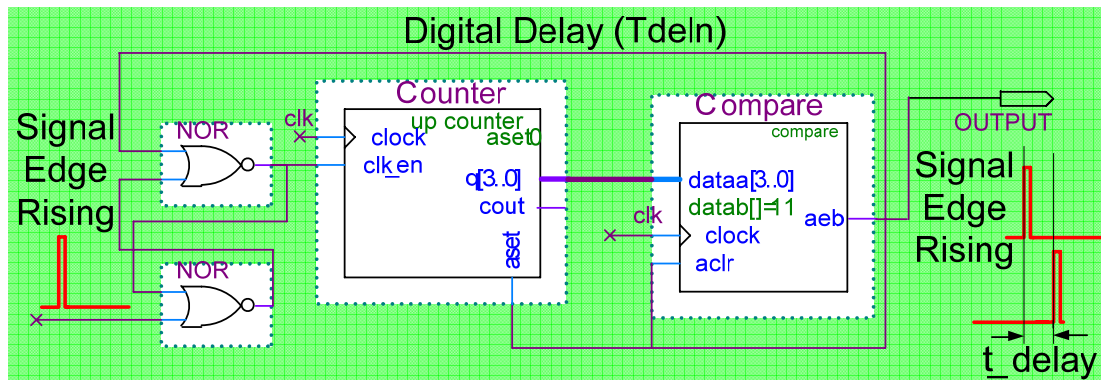 Digital Delay (Tdeln)
Signal
Edge
Rising
NOR
NOR
clk
Counter
up counter
aset0
clock
clk_en
q[3..0]
cout
aset
clk
Compare
compare
dataa[3..0]
datab[]=11
clock
aeb
aclr
OUTPUT
Signal
Edge
Rising
t_delay